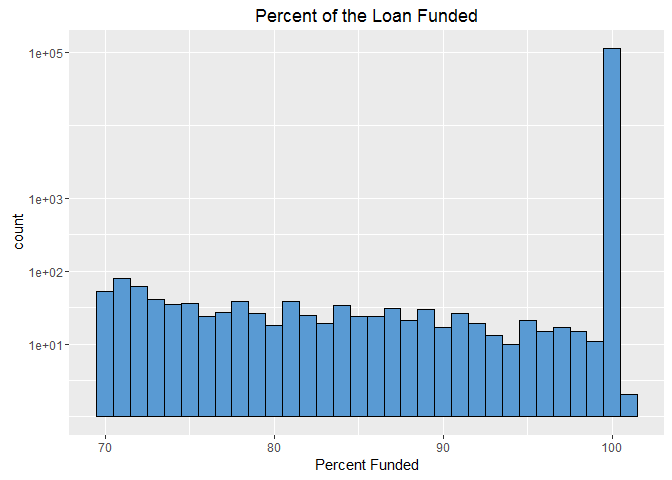 Percent of the Loan Funded
1e+05
1e+03
1e+02
1e+01
count
70 80 90 100
Percent Funded